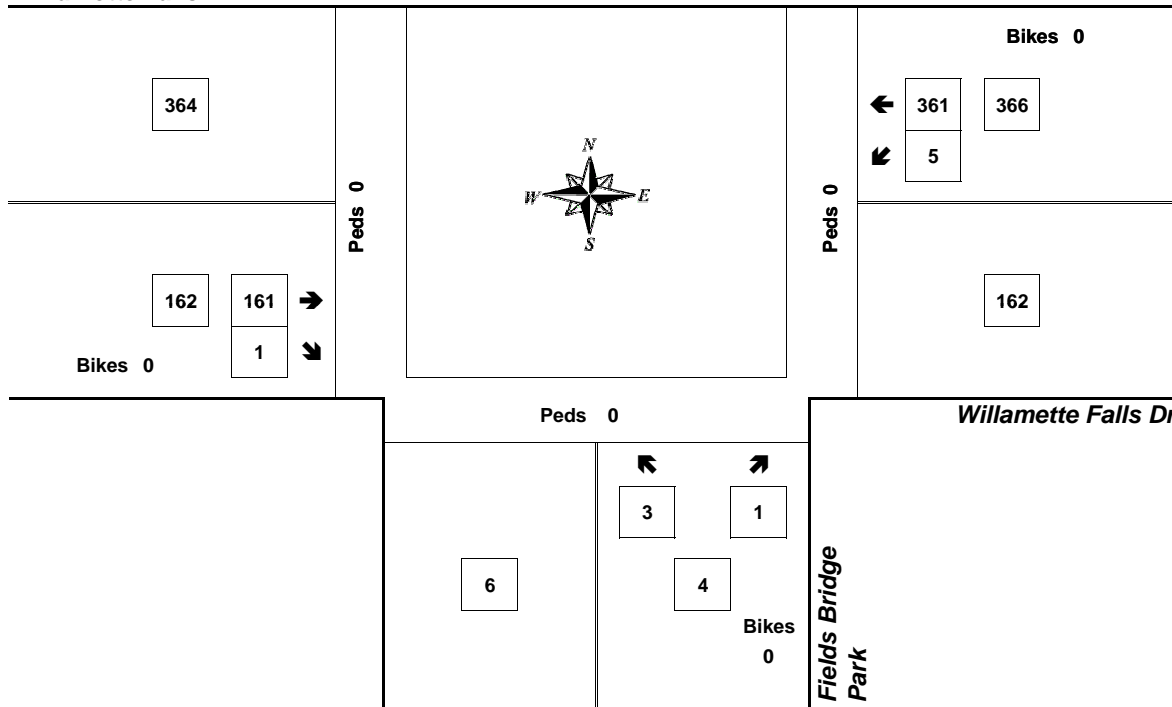 Bikes 0
364
361 366
5
N
W E
S
Peds 0
Peds 0
162 161
1
Bikes 0
162
Peds 0
Willamette Falls Dr
3 1
6
4
Bikes
0
Fields Bridge
Park